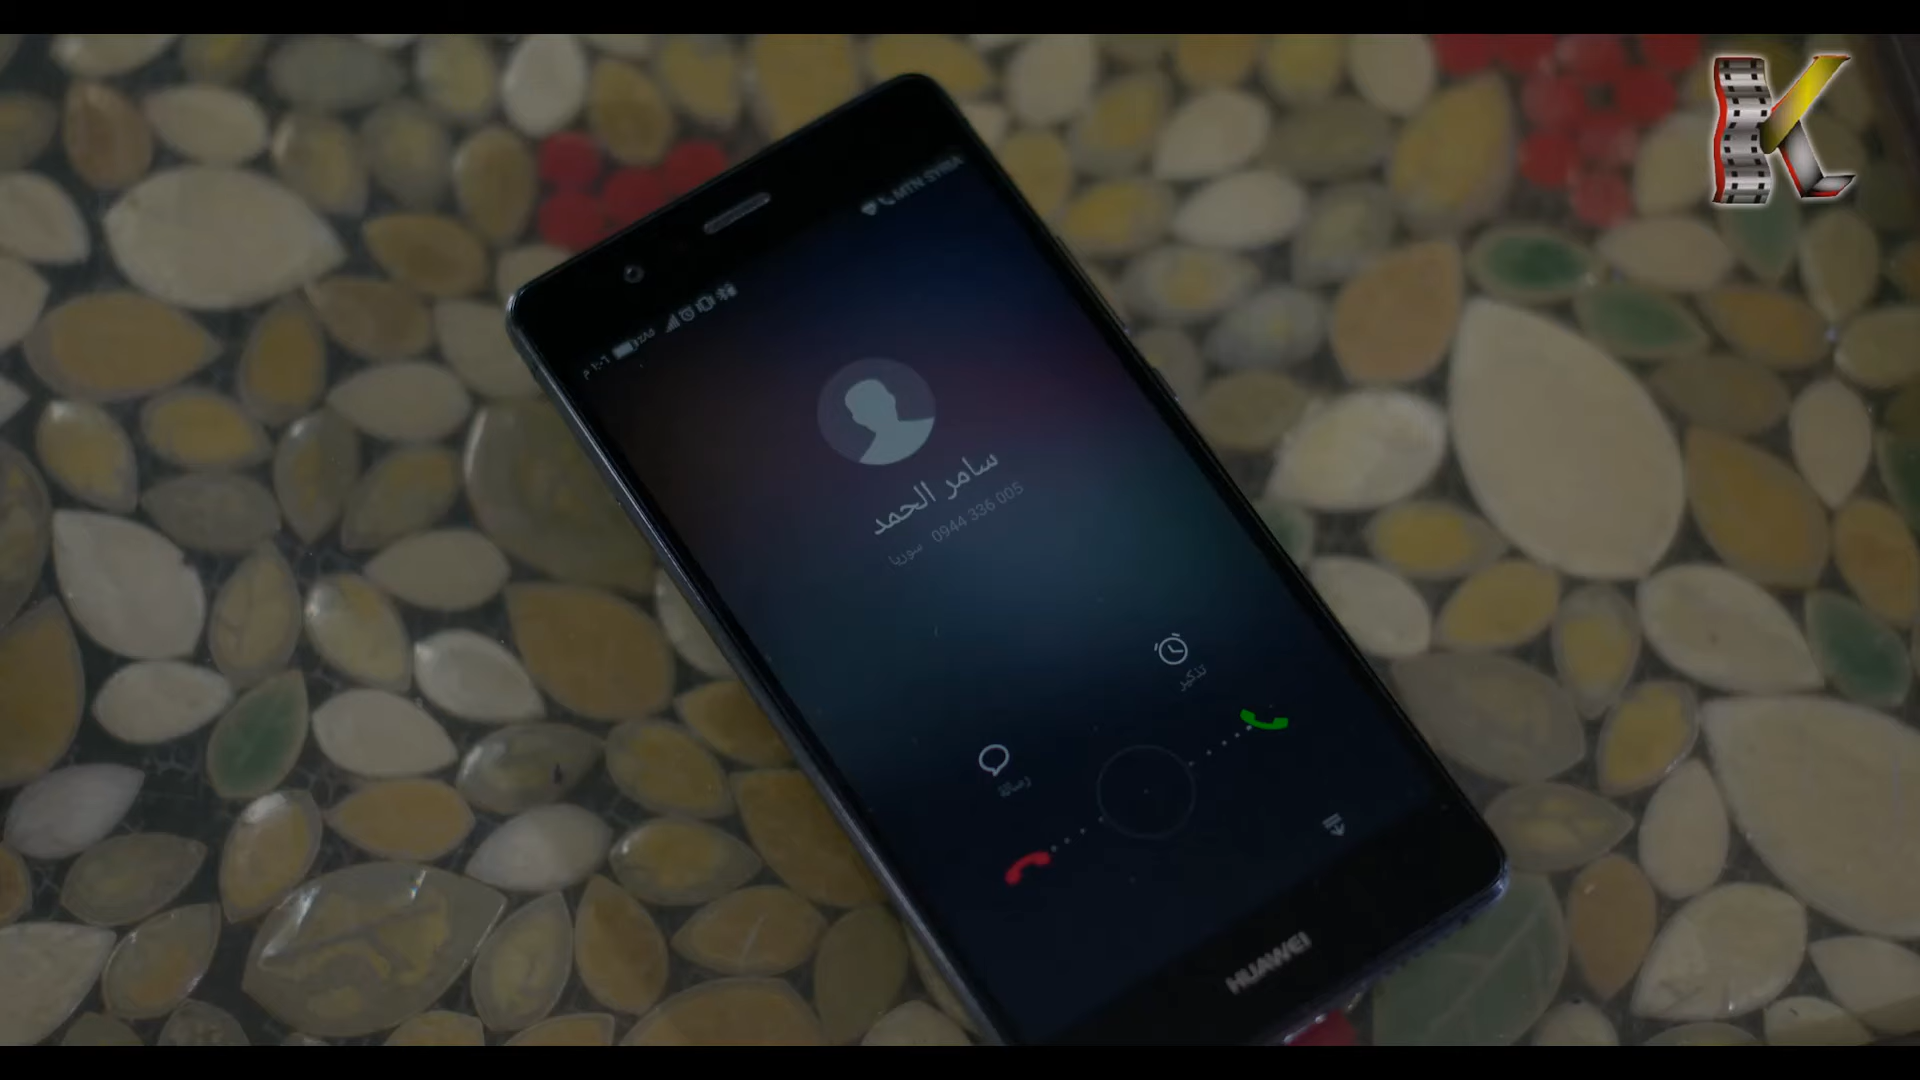 MTN SYRIA
سامر الحمد
0944 336 005 سوريا
تذكير
رسالة
HUAWEI
K